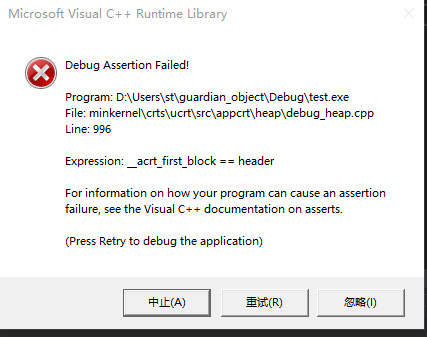 Microsoft Visual C++ Runtime Library
Debug Assertion Failed!
Program: D:\Users\st\guardian_object\Debug\test.exe
File: minkernel\crts\ucrt\src\appcrt\heap\debug_heap.cpp
Line: 996
Expression: __acrt_first_block == header
For information on how your program can cause an assertion
failure, see the Visual C++ documentation on asserts.
(Press Retry to debug the application)
中止(A)
重试(R)
忽略(I)